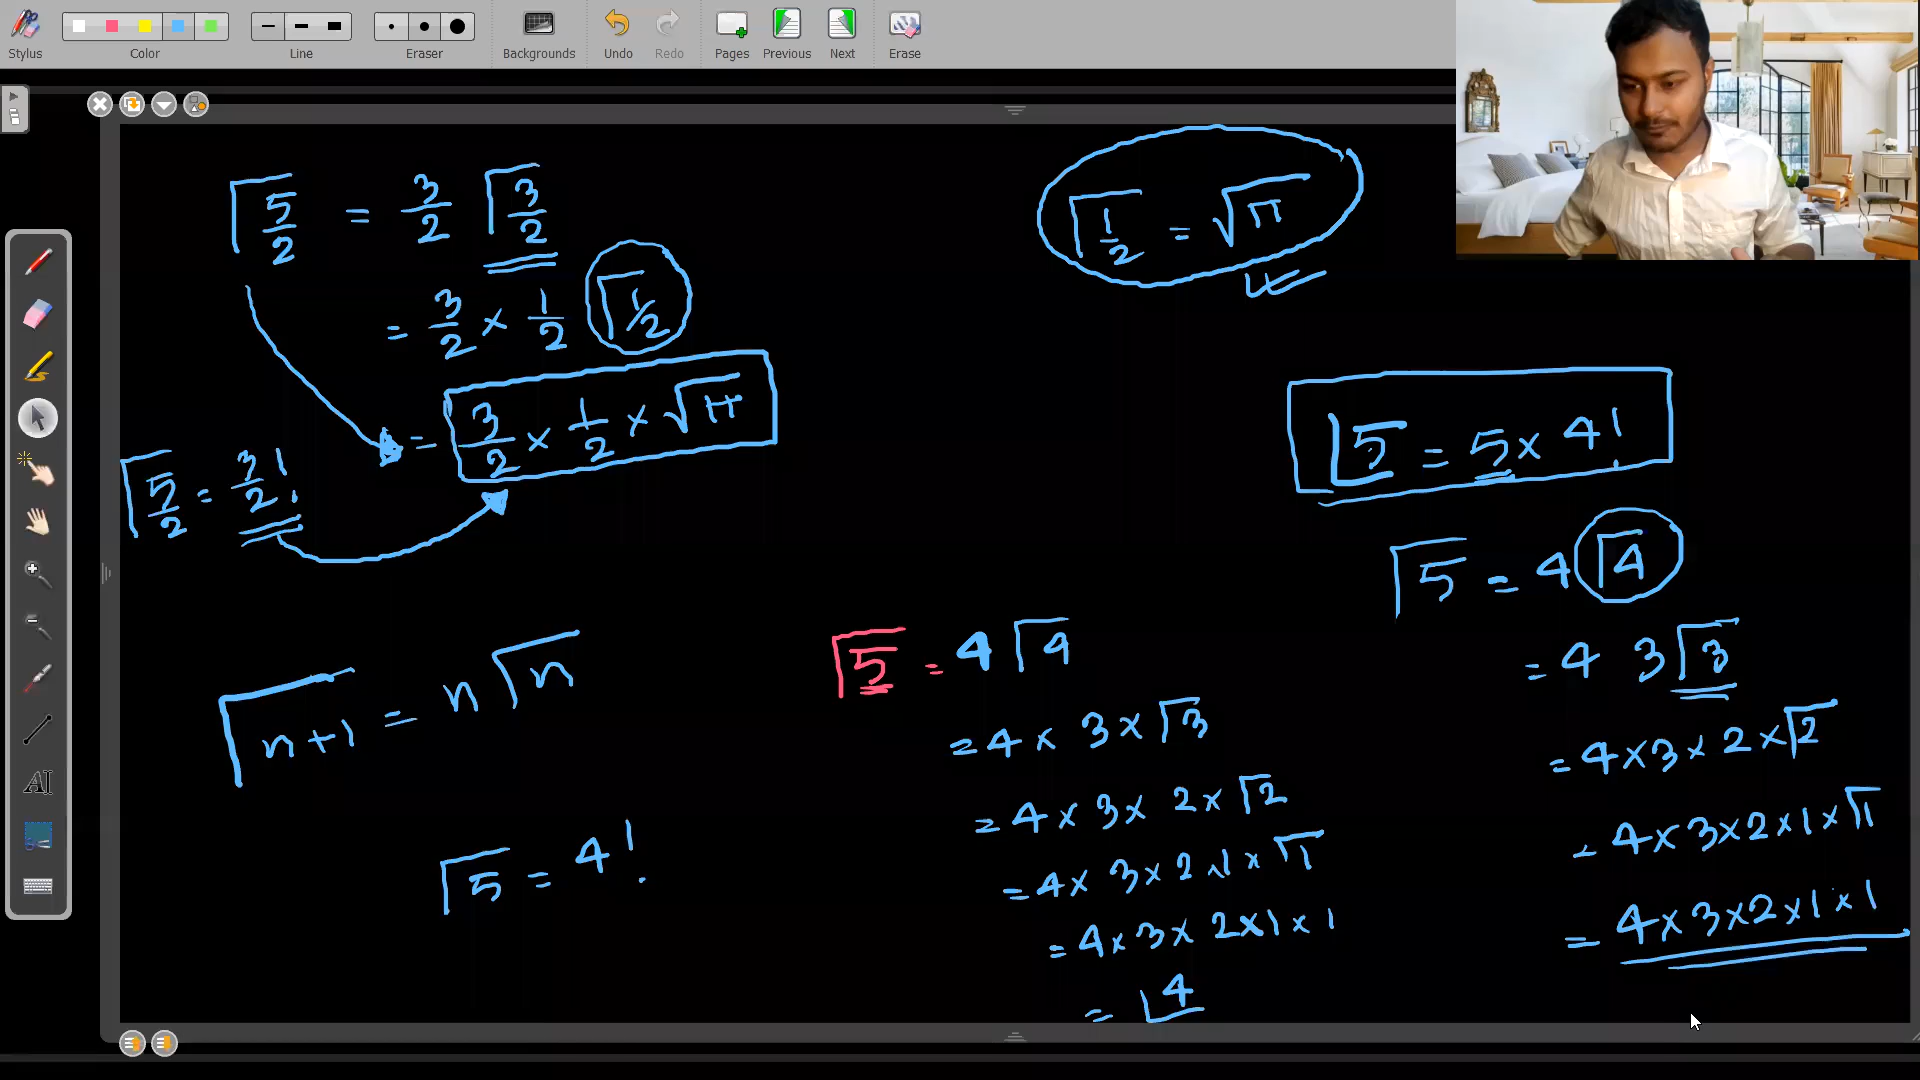 Stylus
Color
Line
Eraser
Backgrounds
Undo
Redo
Pages
Previous
Next
Erase
Γ5/2 = 3/2 Γ3/2
= 3/2 × 1/2 Γ1/2
= 3/2 × 1/2 × √π
Γ5/2 = 3/2!
Γn+1 = nΓn
Γ5 = 4!
Γ1/2 = √π
Γ5 = 4 Γ4
= 4 × 3 × Γ3
= 4 × 3 × 2 × Γ2
= 4 × 3 × 2 × 1 × Γ1
= 4 × 3 × 2 × 1 × 1
= |4
|5 = 5 × 4!
Γ5 = 4 Γ4
= 4 3 Γ3
= 4 × 3 × 2 × Γ2
= 4 × 3 × 2 × 1 × Γ1
= 4 × 3 × 2 × 1 × 1
AI